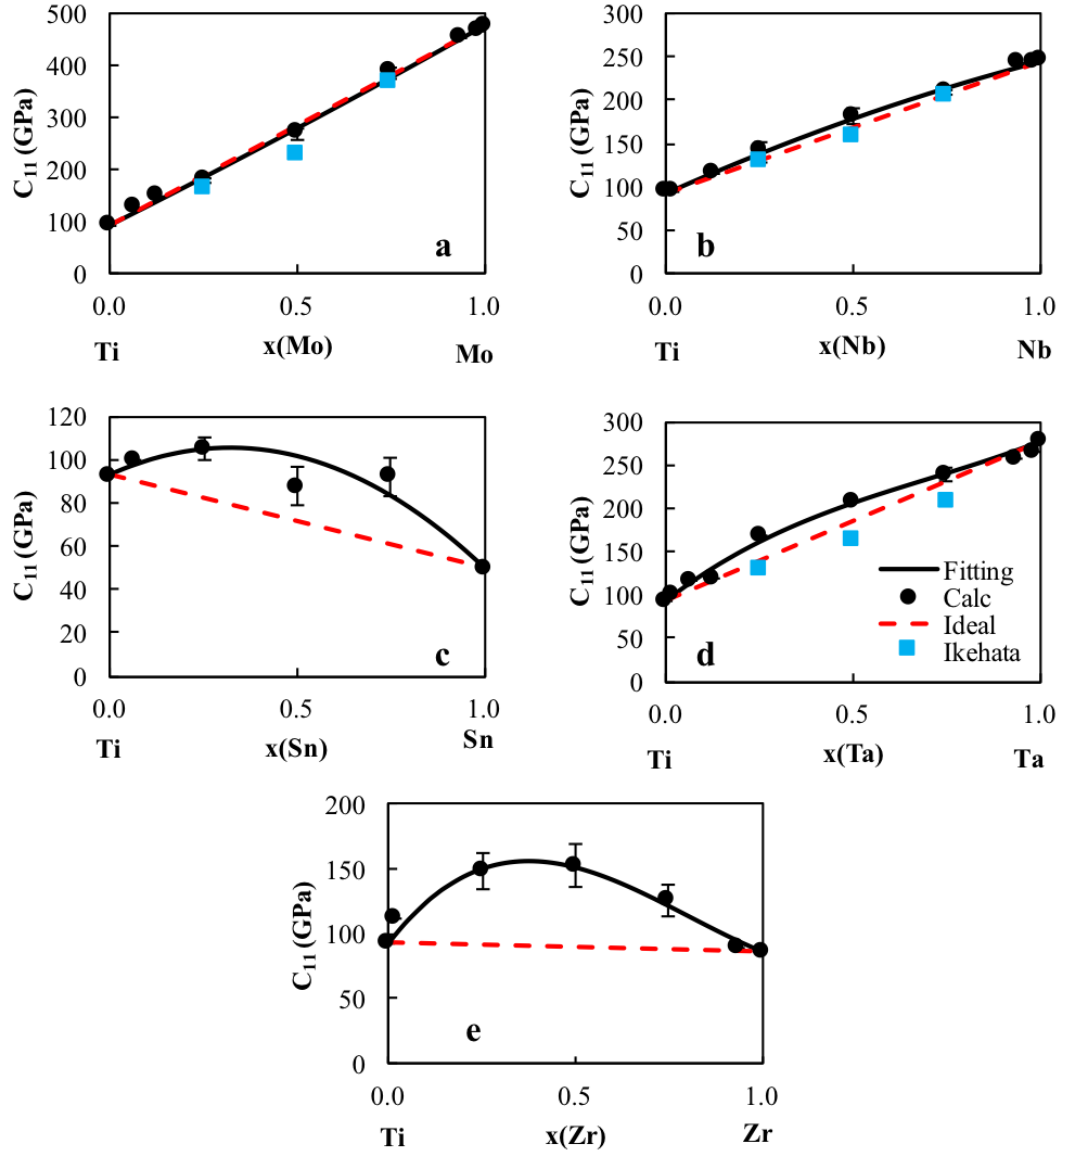 500
400
300
200
100
0
C₁₁ (GPa)
a
0.0 0.5 1.0
Ti x(Mo) Mo
300
250
200
150
100
50
0
C₁₁ (GPa)
b
0.0 0.5 1.0
Ti x(Nb) Nb
120
100
80
60
40
20
0
C₁₁ (GPa)
c
0.0 0.5 1.0
Ti x(Sn) Sn
300
250
200
150
100
50
0
C₁₁ (GPa)
Fitting
Calc
Ideal
Ikehata
d
0.0 0.5 1.0
Ti x(Ta) Ta
200
150
100
50
0
C₁₁ (GPa)
e
0.0 0.5 1.0
Ti x(Zr) Zr